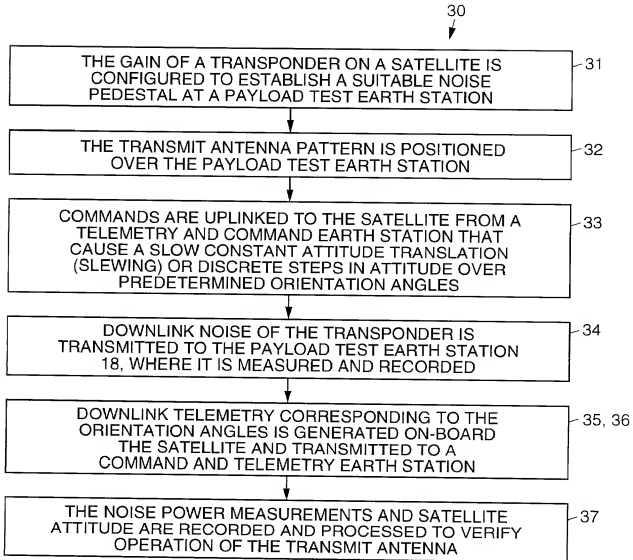 30
THE GAIN OF A TRANSPONDER ON A SATELLITE IS
CONFIGURED TO ESTABLISH A SUITABLE NOISE
PEDESTAL AT A PAYLOAD TEST EARTH STATION
31
THE TRANSMIT ANTENNA PATTERN IS POSITIONED
OVER THE PAYLOAD TEST EARTH STATION
32
COMMANDS ARE UPLINKED TO THE SATELLITE FROM A
TELEMETRY AND COMMAND EARTH STATION THAT
CAUSE A SLOW CONSTANT ATTITUDE TRANSLATION
(SLEWING) OR DISCRETE STEPS IN ATTITUDE OVER
PREDETERMINED ORIENTATION ANGLES
33
DOWNLINK NOISE OF THE TRANSPONDER IS
TRANSMITTED TO THE PAYLOAD TEST EARTH STATION
18, WHERE IT IS MEASURED AND RECORDED
34
DOWNLINK TELEMETRY CORRESPONDING TO THE
ORIENTATION ANGLES IS GENERATED ON-BOARD
THE SATELLITE AND TRANSMITTED TO A
COMMAND AND TELEMETRY EARTH STATION
35, 36
THE NOISE POWER MEASUREMENTS AND SATELLITE
ATTITUDE ARE RECORDED AND PROCESSED TO VERIFY
OPERATION OF THE TRANSMIT ANTENNA
37